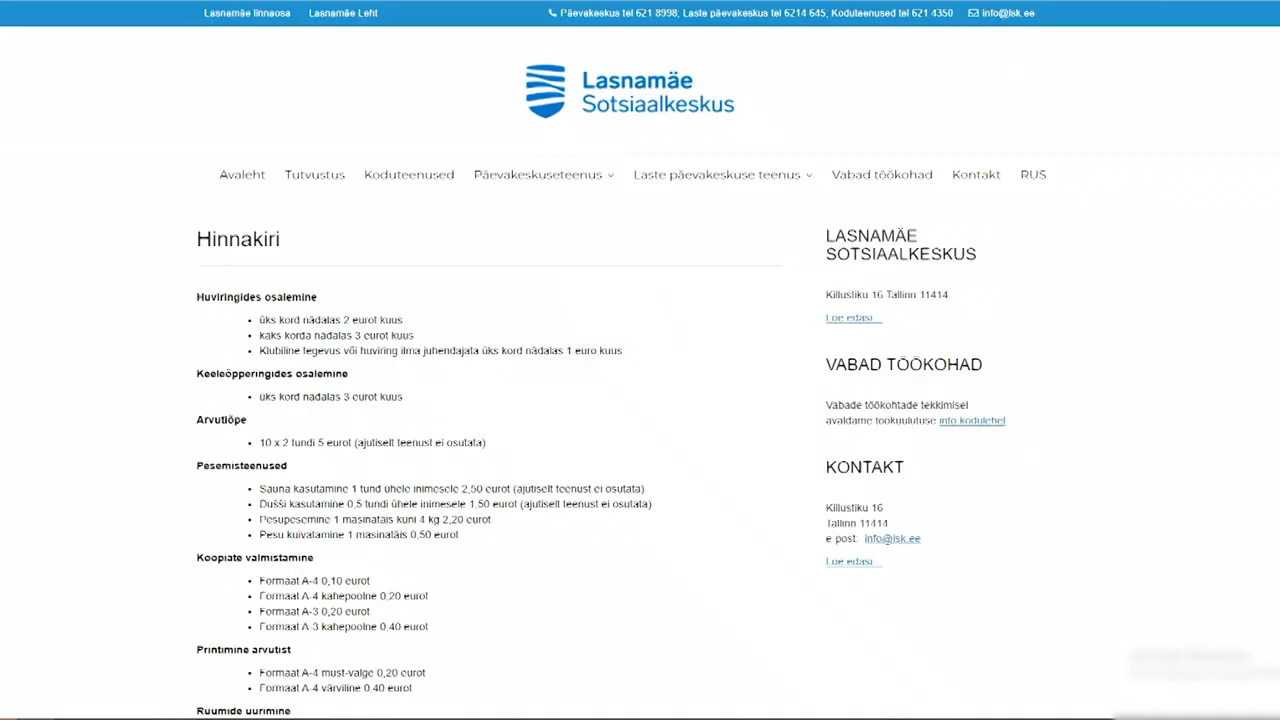 Lasnamäe linnaosa Lasnamäe Leht Päevakeskus tel 621 8998; Laste päevakeskus tel 6214 645; Koduteenused tel 621 4350 info@lsk.ee
Lasnamäe
Sotsiaalkeskus
Avaleht Tutvustus Koduteenused Päevakeskuseteenus Laste päevakeskuse teenus Vabad töökohad Kontakt RUS
Hinnakiri
Huviringides osalemine
• üks kord nädalas 2 eurot kuus
• kaks korda nädalas 3 eurot kuus
• Klubiline tegevus või huviring ilma juhendajata üks kord nädalas 1 euro kuus
Keeleõpperingides osalemine
• üks kord nädalas 3 eurot kuus
Arvutiõpe
• 10 x 2 tundi 5 eurot (ajutiselt teenust ei osutata)
Pesemisteenused
• Sauna kasutamine 1 tund ühele inimesele 2,50 eurot (ajutiselt teenust ei osutata)
• Dušši kasutamine 0,5 tundi ühele inimesele 1,50 eurot (ajutiselt teenust ei osutata)
• Pesupesemine 1 masinatäis kuni 4 kg 2,20 eurot
• Pesu kuivatamine 1 masinatäis 0,50 eurot
Koopiate valmistamine
• Formaat A-4 0,10 eurot
• Formaat A-4 kahepoolne 0,20 eurot
• Formaat A-3 0,20 eurot
• Formaat A-3 kahepoolne 0,40 eurot
Printimine arvutist
• Formaat A-4 must-valge 0,20 eurot
• Formaat A-4 värviline 0,40 eurot
Ruumide üürimine
LASNAMÄE
SOTSIAALKESKUS
Killustiku 16 Tallinn 11414
Loe edasi...
VABAD TÖÖKOHAD
Vabade töökohtade tekkimisel
avaldame töökuulutuse info kodulehel
KONTAKT
Killustiku 16
Tallinn 11414
e post: info@lsk.ee
Loe edasi...